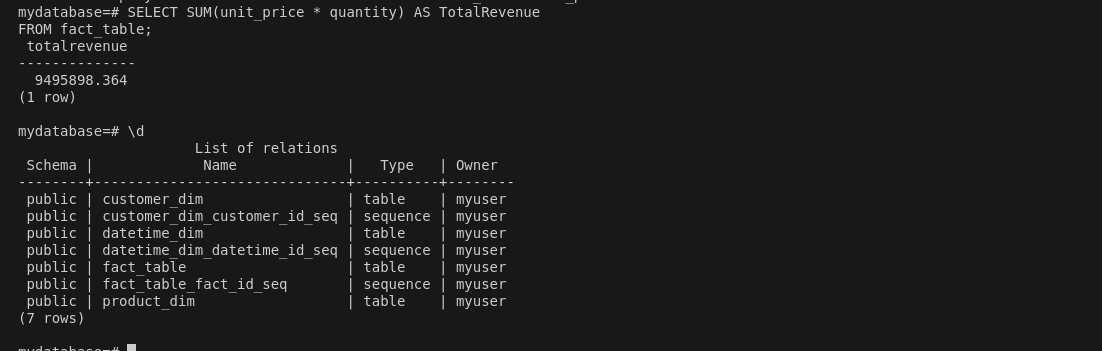 mydatabase=# SELECT SUM(unit_price * quantity) AS TotalRevenue
FROM fact_table;
 totalrevenue
--------------
  9495898.364
(1 row)

mydatabase=# \d
                     List of relations
 Schema |             Name              |   Type   | Owner
--------+------------------------------+----------+--------
 public | customer_dim                 | table    | myuser
 public | customer_dim_customer_id_seq | sequence | myuser
 public | datetime_dim                 | table    | myuser
 public | datetime_dim_datetime_id_seq | sequence | myuser
 public | fact_table                   | table    | myuser
 public | fact_table_fact_id_seq       | sequence | myuser
 public | product_dim                  | table    | myuser
(7 rows)

mydatabase=#